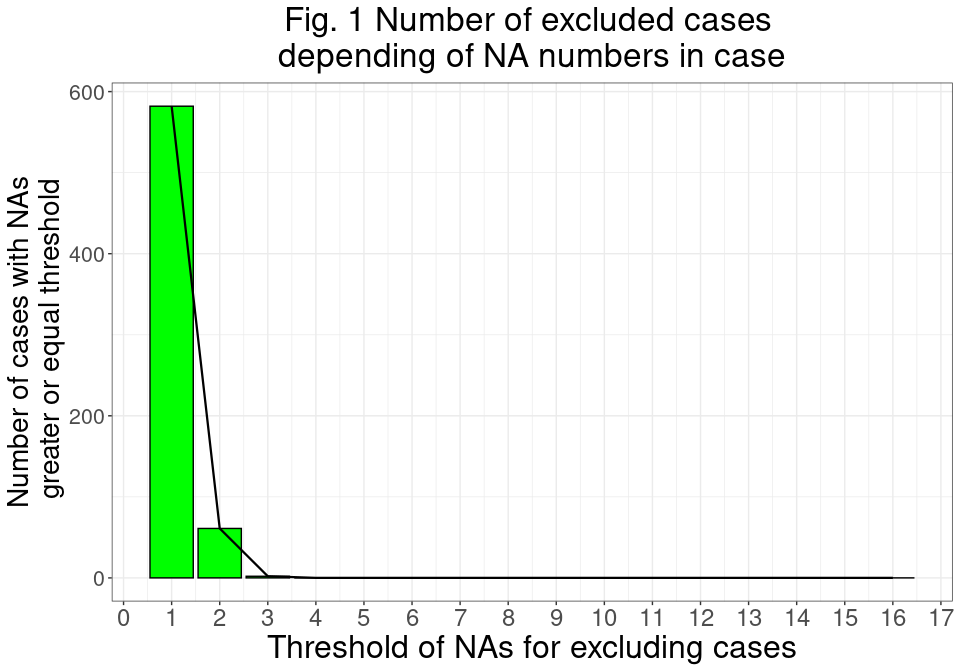 Fig. 1 Number of excluded cases
depending of NA numbers in case
Number of cases with NAs
greater or equal threshold
600
400
200
0
0 1 2 3 4 5 6 7 8 9 10 11 12 13 14 15 16 17
Threshold of NAs for excluding cases